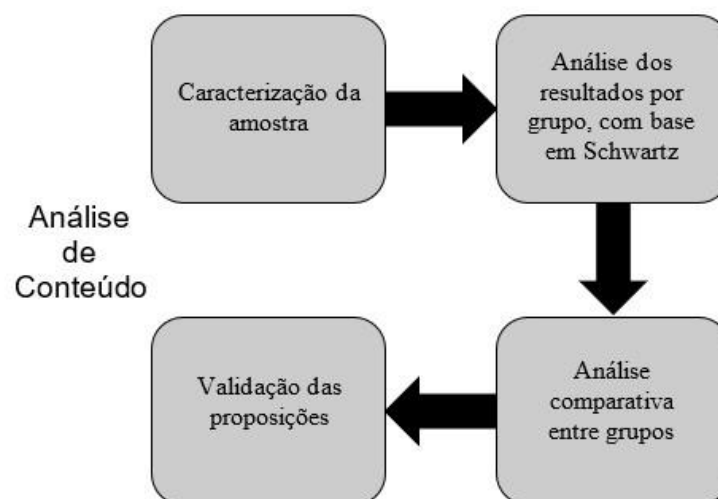 Caracterização da
amostra
Análise dos
resultados por
grupo, com base
em Schwartz
Análise
de
Conteúdo
Validação das
proposições
Análise
comparativa
entre grupos